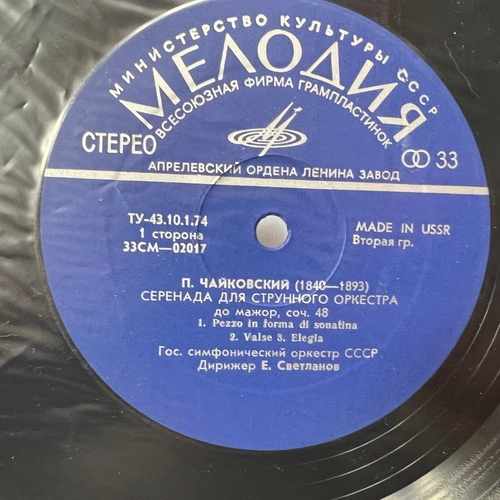 МИНИСТЕРСТВО КУЛЬТУРЫ СССР
МЕЛОДИЯ
ВСЕСОЮЗНАЯ ФИРМА ГРАМПЛАСТИНОК
СТЕРЕО
33
АПРЕЛЕВСКИЙ ОРДЕНА ЛЕНИНА ЗАВОД
ТУ-43.10.1.74
1 сторона
33СМ—02017
MADE IN USSR
Вторая гр.
П. ЧАЙКОВСКИЙ (1840—1893)
СЕРЕНАДА ДЛЯ СТРУННОГО ОРКЕСТРА
до мажор, соч. 48
1. Pezzo in forma di sonatina
2. Valse 3. Elegia
Гос. симфонический оркестр СССР
Дирижер Е. Светланов